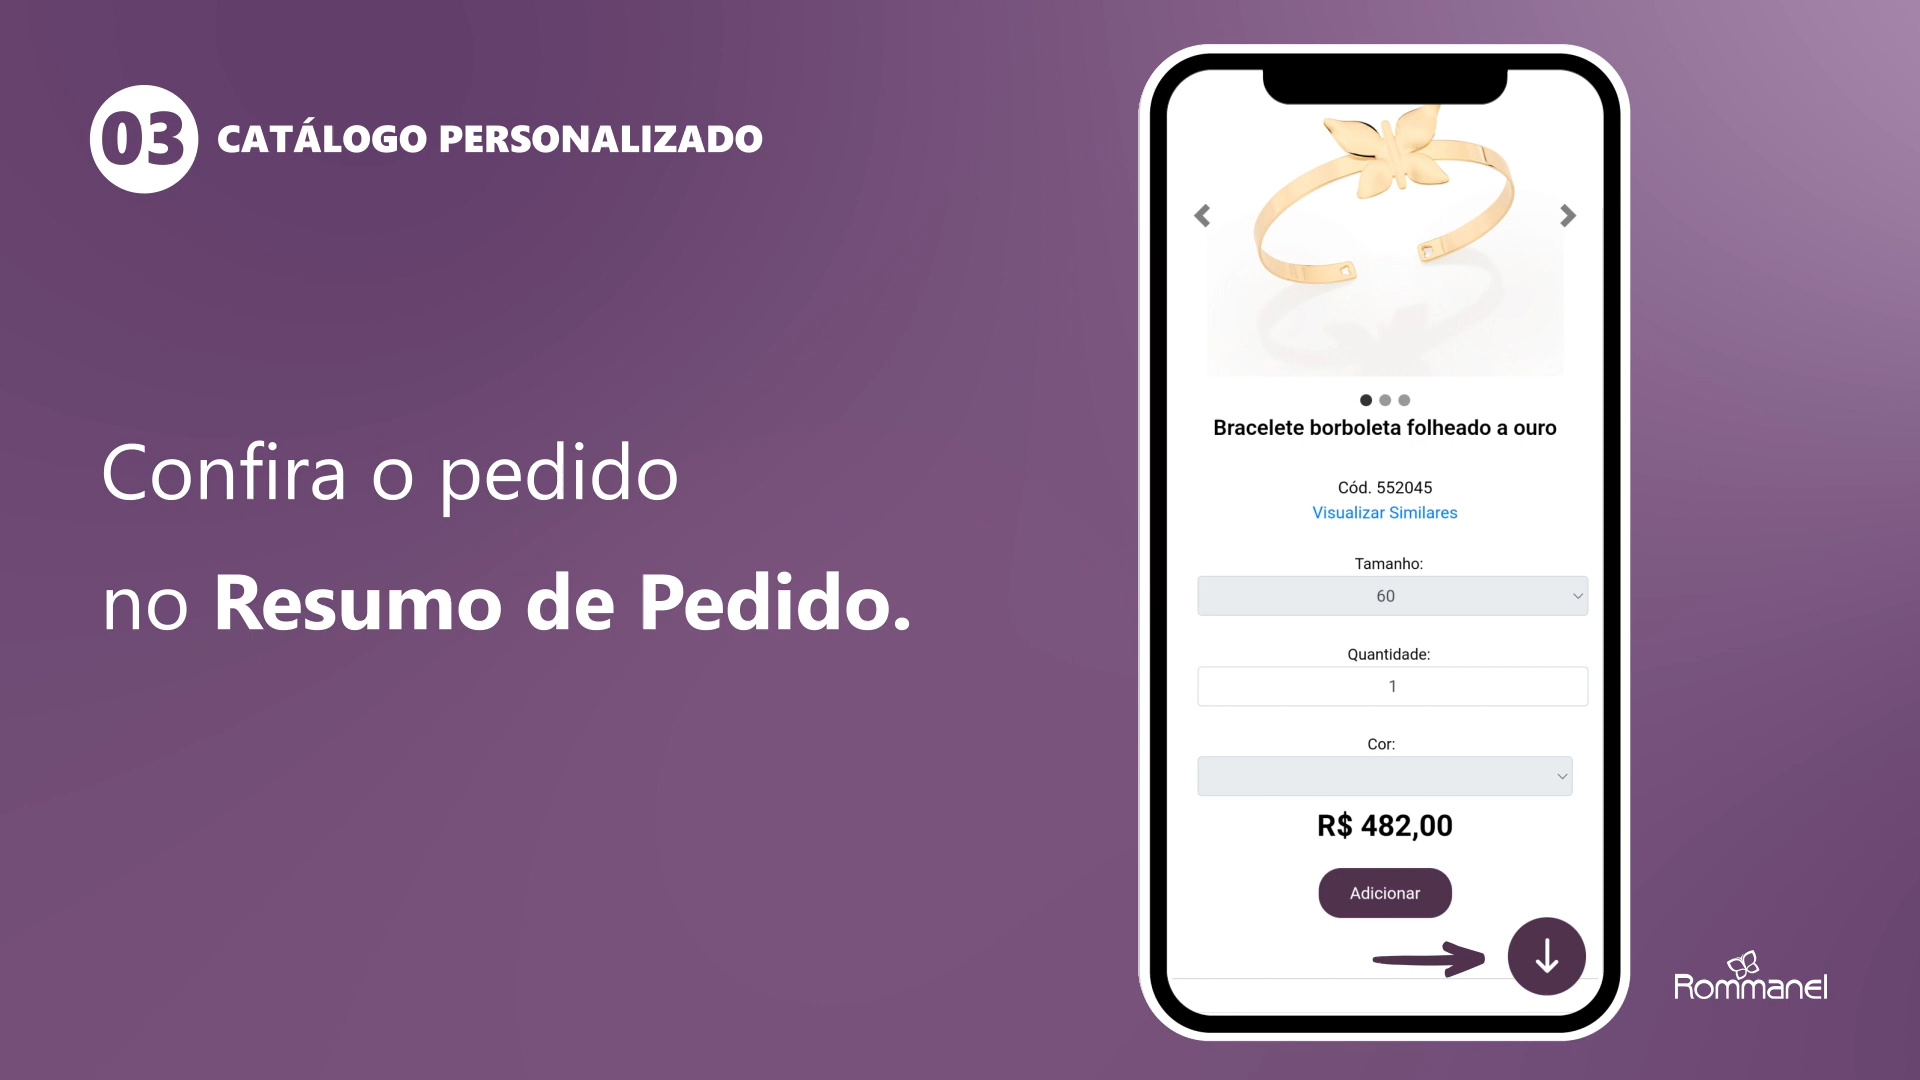 03 CATÁLOGO PERSONALIZADO
Confira o pedido
no Resumo de Pedido.
Bracelete borboleta folheado a ouro
Cód. 552045
Visualizar Similares
Tamanho:
60
Quantidade:
1
Cor:
R$ 482,00
Adicionar
Rommanel